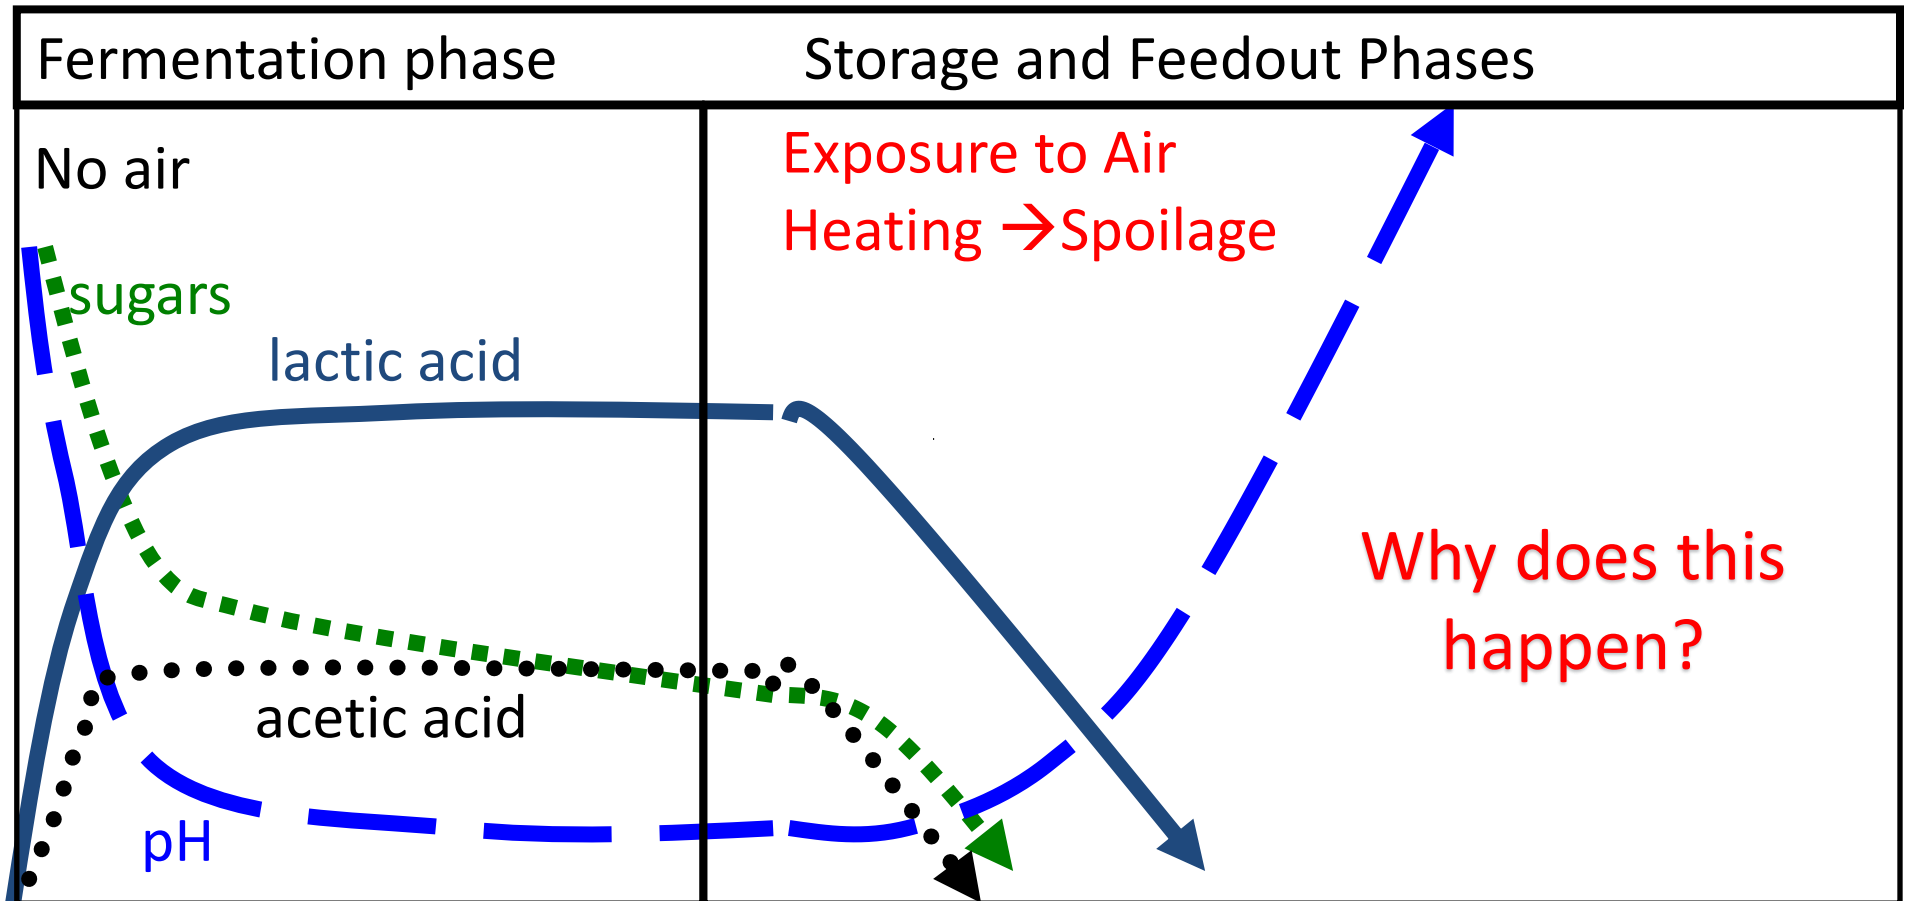 Fermentation phase
Storage and Feedout Phases
No air
Exposure to Air
Heating →Spoilage
sugars
lactic acid
Why does this
happen?
acetic acid
pH